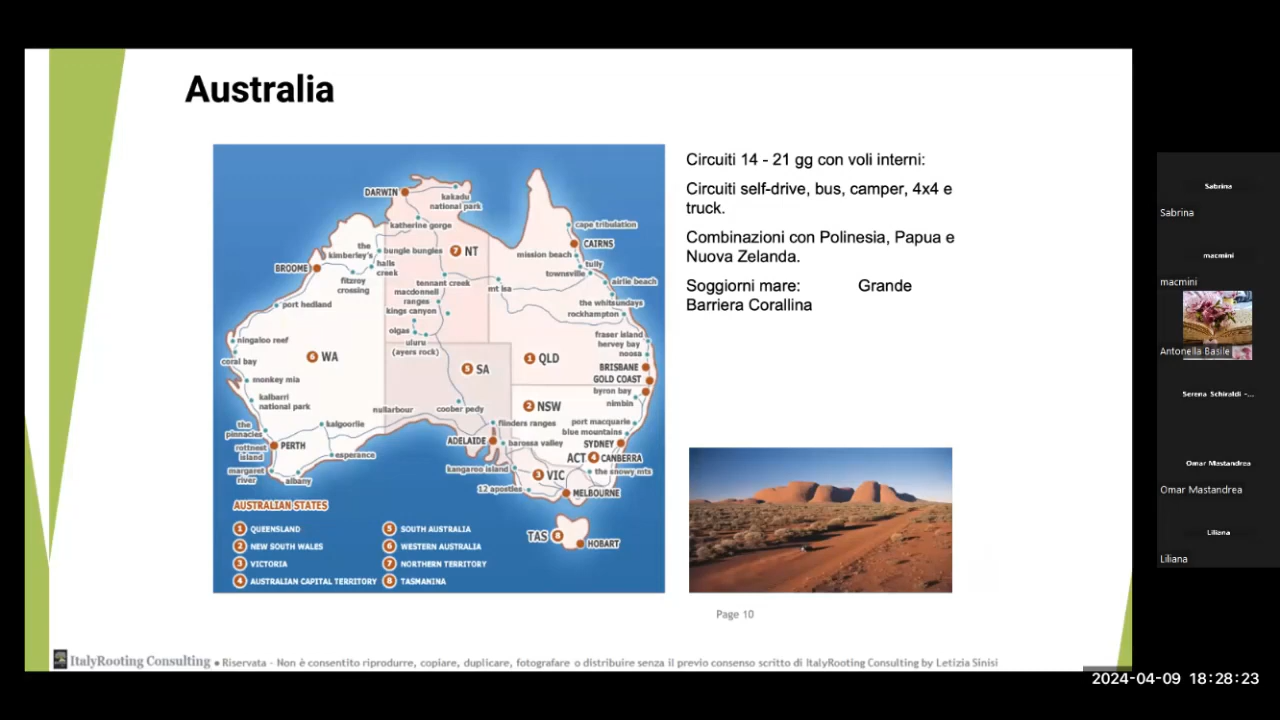 Australia
Circuiti 14 - 21 gg con voli interni:
Circuiti self-drive, bus, camper, 4x4 e
truck.
Combinazioni con Polinesia, Papua e
Nuova Zelanda.
Soggiorni mare: Grande
Barriera Corallina
DARWIN
kakadu
national park
katherine gorge
cape tribulation
the
kimberley's
bungle bungles
7 NT
CAIRNS
mission beach
tully
BROOME
halls
creek
townsville
fitzroy
crossing
tennant creek
mt isa
airlie beach
macdonnell
ranges
the whitsundays
port hedland
kings canyon
rockhampton
olgas
fraser island
hervey bay
ningaloo reef
uluru
(ayers rock)
noosa
coral bay
6 WA
1 QLD
5 SA
BRISBANE
monkey mia
GOLD COAST
byron bay
kalbarri
national park
nimbin
nullarbour
coober pedy
2 NSW
the
pinnacles
kalgoorlie
flinders ranges
port macquarie
blue mountains
rottnest
island
PERTH
ADELAIDE
barossa valley
SYDNEY
esperance
ACT 4 CANBERRA
margaret
river
albany
kangaroo island
3 VIC
the snowy mts
12 apostles
MELBOURNE
TAS 8
HOBART
AUSTRALIAN STATES
1 QUEENSLAND
2 NEW SOUTH WALES
3 VICTORIA
4 AUSTRALIAN CAPITAL TERRITORY
5 SOUTH AUSTRALIA
6 WESTERN AUSTRALIA
7 NORTHERN TERRITORY
8 TASMANINA
Page 10
ItalyRooting Consulting • Riservata - Non è consentito riprodurre, copiare, duplicare, fotografare o distribuire senza il previo consenso scritto di ItalyRooting Consulting by Letizia Sinisi
Sabrina
Sabrina
macmini
macmini
Antonella Basile
Serena Schiraldi -...
Omar Mastandrea
Omar Mastandrea
Liliana
Liliana
2024-04-09 18:28:23